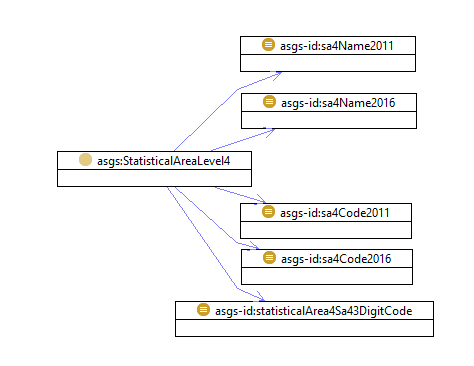 asgs-id:sa4Name2011
asgs-id:sa4Name2016
asgs:StatisticalAreaLevel4
asgs-id:sa4Code2011
asgs-id:sa4Code2016
asgs-id:statisticalArea4Sa43DigitCode